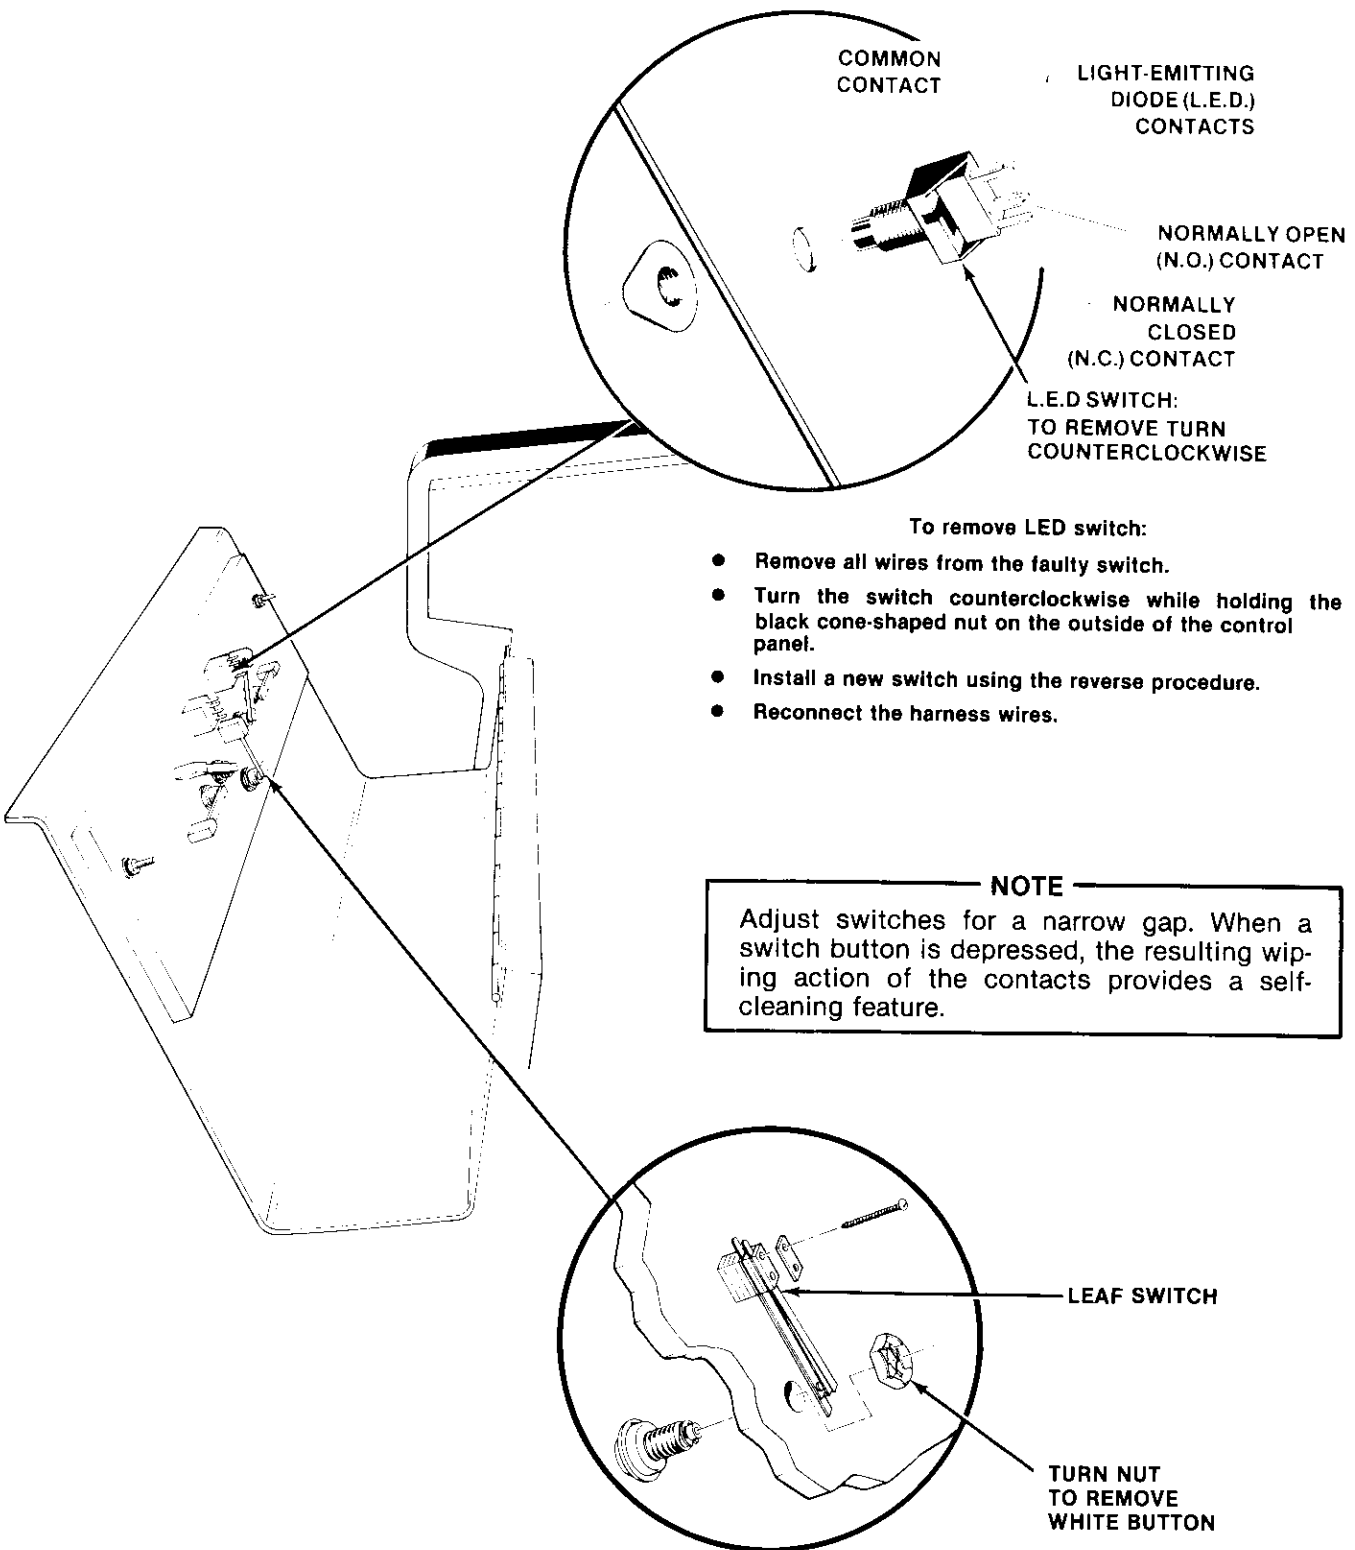 COMMON
CONTACT
LIGHT-EMITTING
DIODE (L.E.D.)
CONTACTS
NORMALLY OPEN
(N.O.) CONTACT
NORMALLY
CLOSED
(N.C.) CONTACT
L.E.D SWITCH:
TO REMOVE TURN
COUNTERCLOCKWISE
To remove LED switch:
● Remove all wires from the faulty switch.
● Turn the switch counterclockwise while holding the
black cone-shaped nut on the outside of the control
panel.
● Install a new switch using the reverse procedure.
● Reconnect the harness wires.
NOTE
Adjust switches for a narrow gap. When a
switch button is depressed, the resulting wip-
ing action of the contacts provides a self-
cleaning feature.
LEAF SWITCH
TURN NUT
TO REMOVE
WHITE BUTTON